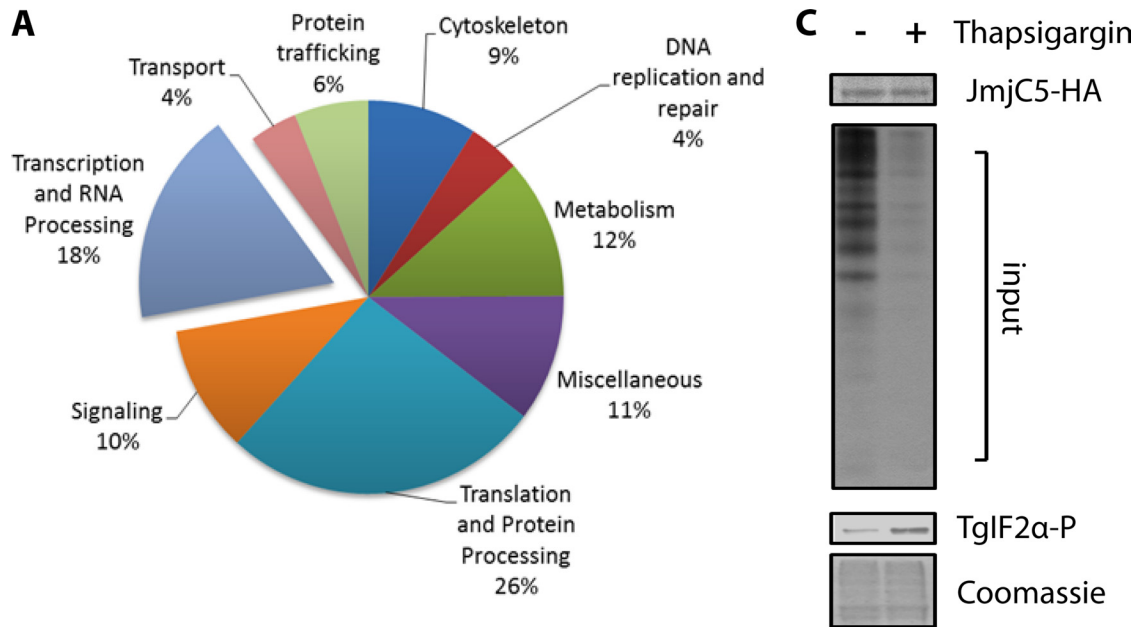 A
Protein
trafficking
6%
Cytoskeleton
9%
DNA
replication and
repair
4%
Transport
4%
Transcription
and RNA
Processing
18%
Metabolism
12%
Miscellaneous
11%
Signaling
10%
Translation
and Protein
Processing
26%
C
- + Thapsigargin
JmjC5-HA
input
TgIF2α-P
Coomassie